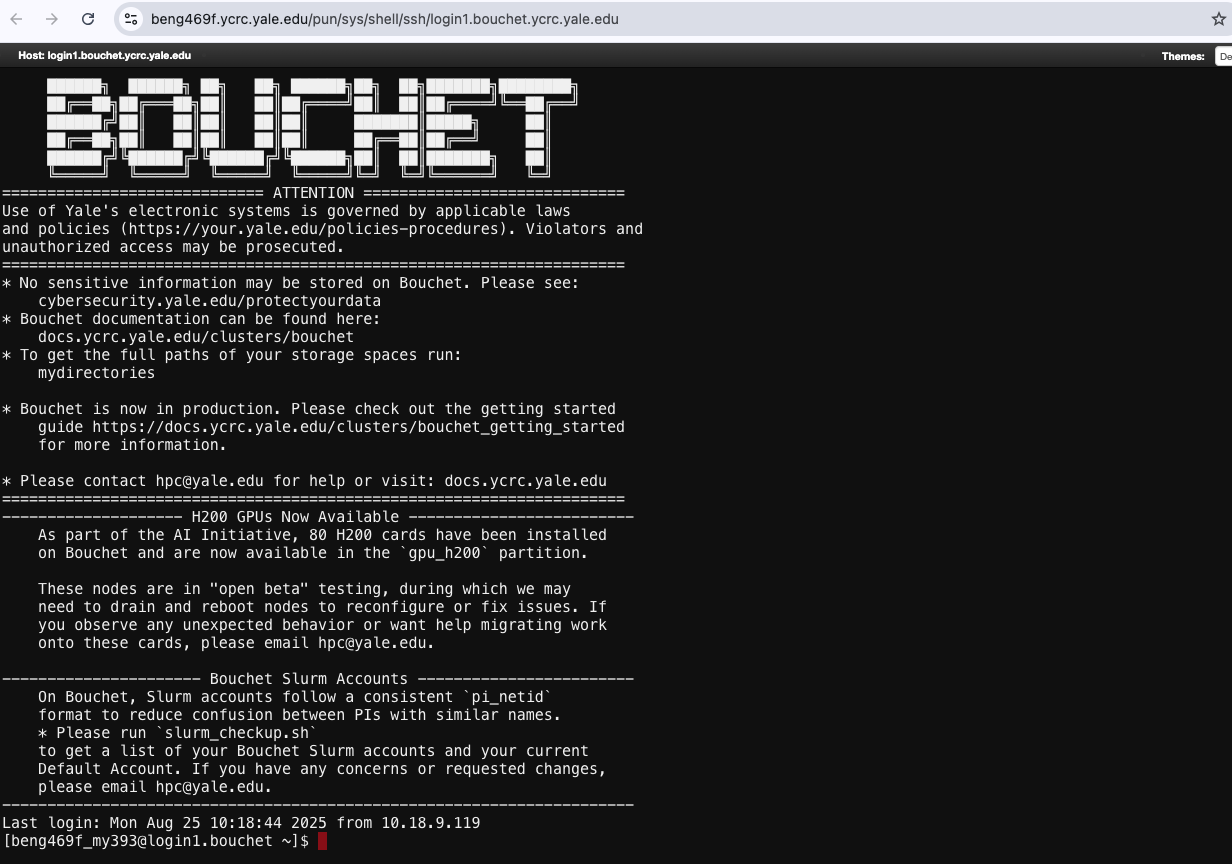 beng469f.ycrc.yale.edu/pun/sys/shell/ssh/login1.bouchet.ycrc.yale.edu
Host: login1.bouchet.ycrc.yale.edu
Themes:
De
BOUCHET
============================= ATTENTION =============================
Use of Yale's electronic systems is governed by applicable laws
and policies (https://your.yale.edu/policies-procedures). Violators and
unauthorized access may be prosecuted.
=====================================================================
* No sensitive information may be stored on Bouchet. Please see:
cybersecurity.yale.edu/protectyourdata
* Bouchet documentation can be found here:
docs.ycrc.yale.edu/clusters/bouchet
* To get the full paths of your storage spaces run:
mydirectories
* Bouchet is now in production. Please check out the getting started
guide https://docs.ycrc.yale.edu/clusters/bouchet_getting_started
for more information.
* Please contact hpc@yale.edu for help or visit: docs.ycrc.yale.edu
=====================================================================
-------------------- H200 GPUs Now Available -------------------------
As part of the AI Initiative, 80 H200 cards have been installed
on Bouchet and are now available in the `gpu_h200` partition.
These nodes are in "open beta" testing, during which we may
need to drain and reboot nodes to reconfigure or fix issues. If
you observe any unexpected behavior or want help migrating work
onto these cards, please email hpc@yale.edu.
---------------------- Bouchet Slurm Accounts ------------------------
On Bouchet, Slurm accounts follow a consistent `pi_netid`
format to reduce confusion between PIs with similar names.
* Please run `slurm_checkup.sh`
to get a list of your Bouchet Slurm accounts and your current
Default Account. If you have any concerns or requested changes,
please email hpc@yale.edu.
----------------------------------------------------------------------
Last login: Mon Aug 25 10:18:44 2025 from 10.18.9.119
[beng469f_my393@login1.bouchet ~]$